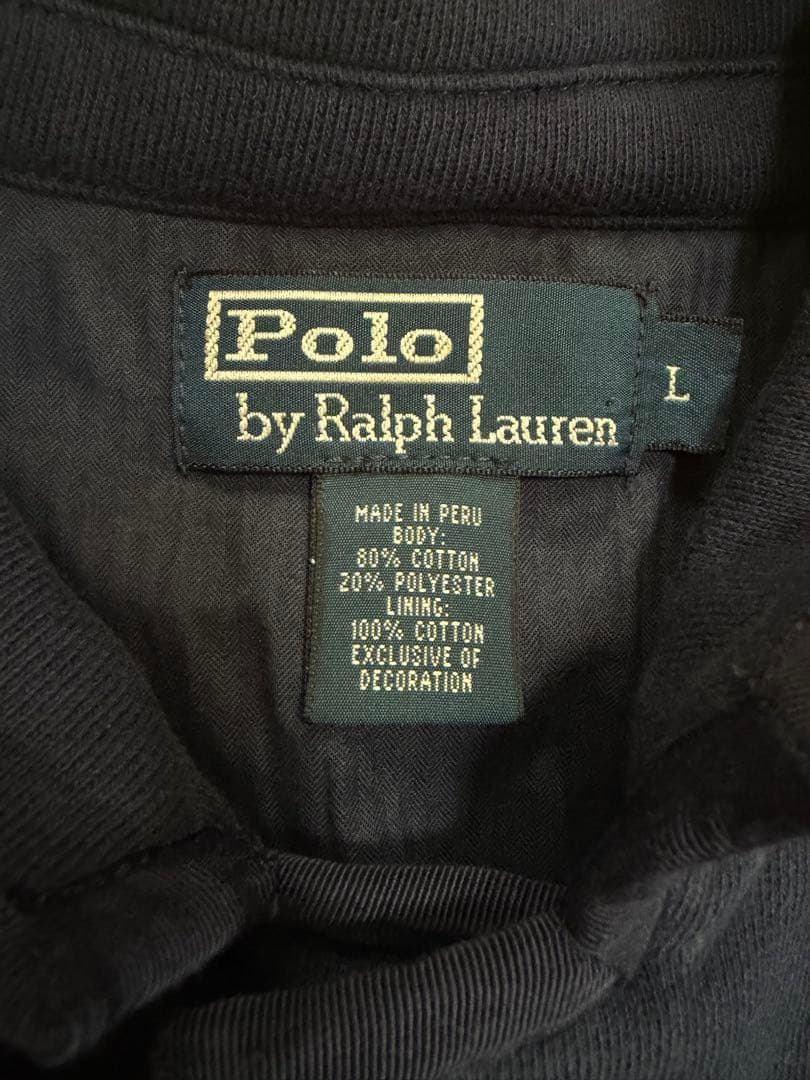 Polo
by Ralph Lauren
L
MADE IN PERU
BODY:
80% COTTON
20% POLYESTER
LINING:
100% COTTON
EXCLUSIVE OF
DECORATION